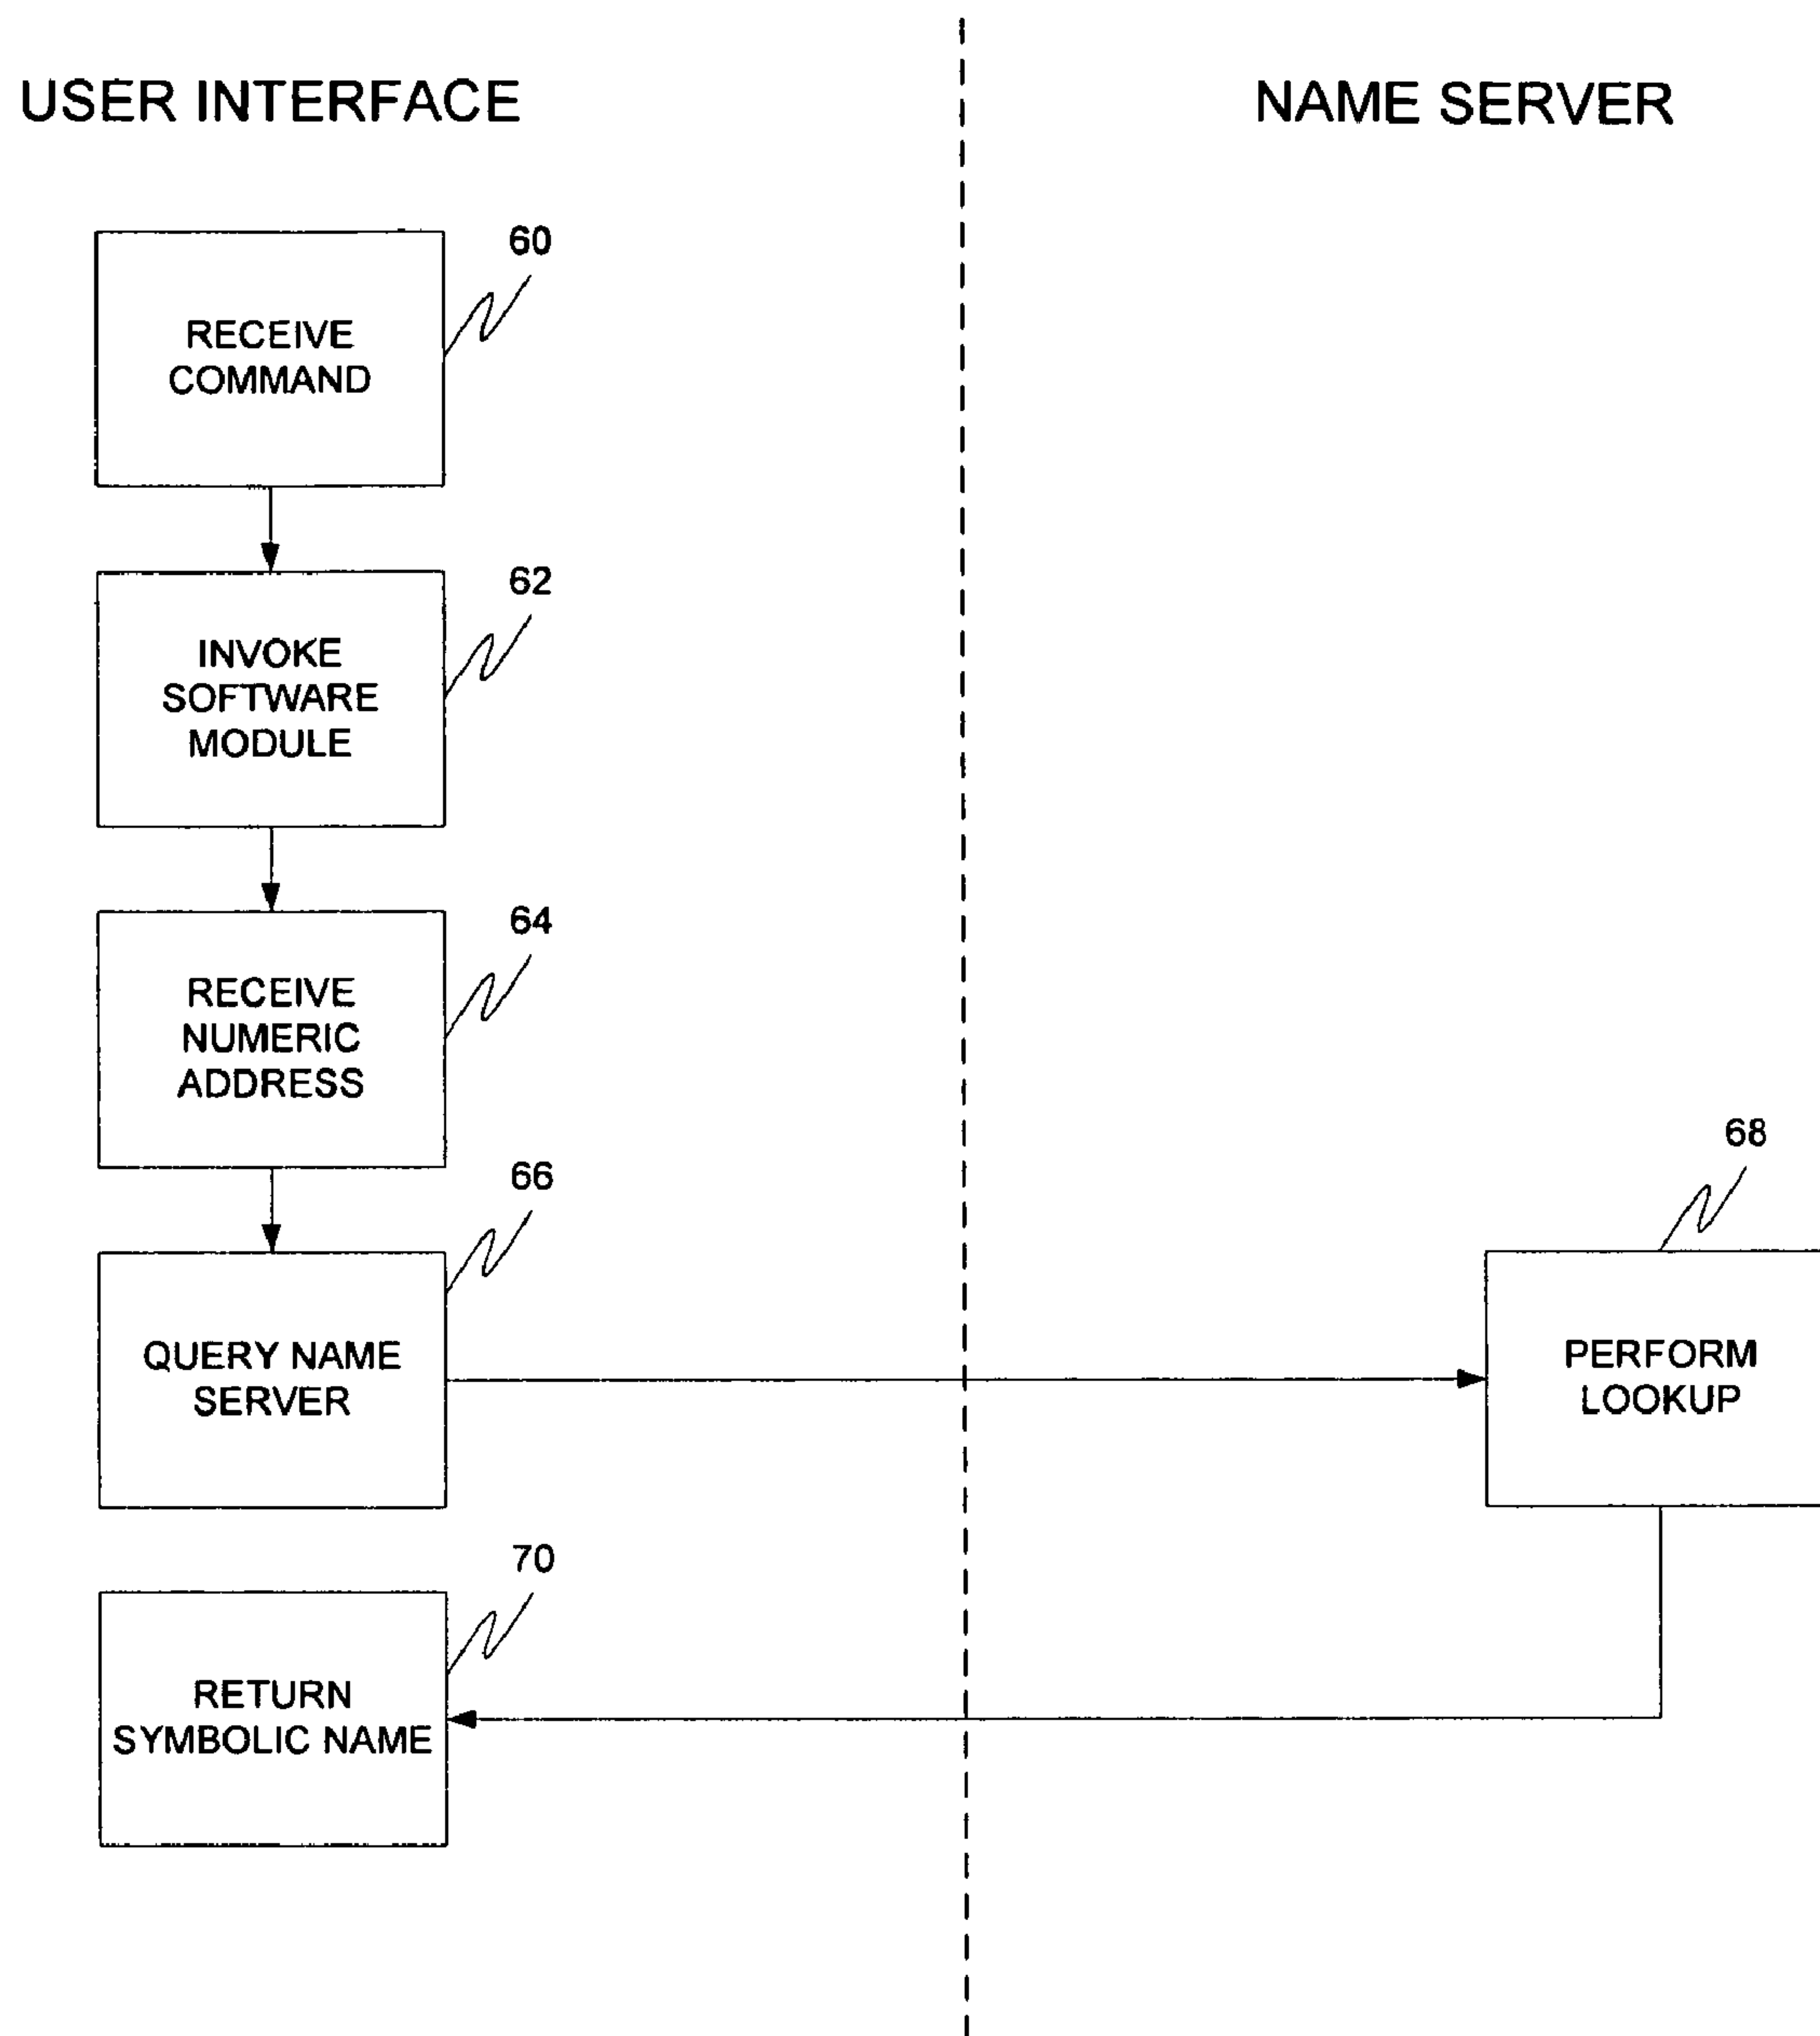 USER INTERFACE
NAME SERVER
60
RECEIVE
COMMAND
62
INVOKE
SOFTWARE
MODULE
64
RECEIVE
NUMERIC
ADDRESS
66
QUERY NAME
SERVER
68
PERFORM
LOOKUP
70
RETURN
SYMBOLIC NAME